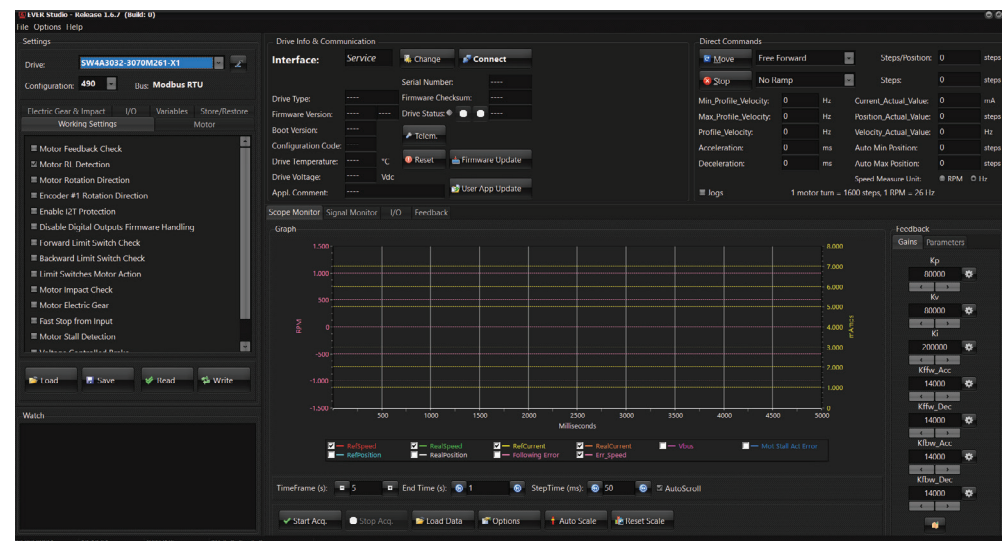 EVER Studio - Release 1.6.7 (Build: 0)
File Options Help
Settings
Drive: SW4A3032-3070M261-X1
Configuration: 490 Bus: Modbus RTU
Electric Gear & Impact I/O Variables Store/Restore
Working Settings Motor
Motor Feedback Check
Motor RL Detection
Motor Rotation Direction
Encoder #1 Rotation Direction
Enable I2T Protection
Disable Digital Outputs Firmware Handling
Forward Limit Switch Check
Backward Limit Switch Check
Limit Switches Motor Action
Motor Impact Check
Motor Electric Gear
Fast Stop from Input
Motor Stall Detection
Voltage Controlled Brake
Load Save Read Write
Watch
Drive Info & Communication
Interface: Service Change Connect
Serial Number: ----
Drive Type: ---- Firmware Checksum: ----
Firmware Version: ---- ---- Drive Status: ----
Boot Version: ---- Telem.
Configuration Code: ----
Drive Temperature: ---- °C Reset Firmware Update
Drive Voltage: ---- Vdc
Appl. Comment: ---- User App Update
Direct Commands
Move Free Forward Steps/Position: 0 steps
Stop No Ramp Steps: 0 steps
Min_Profile_Velocity: 0 Hz Current_Actual_Value: 0 mA
Max_Profile_Velocity: 0 Hz Position_Actual_Value: 0 steps
Profile_Velocity: 0 Hz Velocity_Actual_Value: 0 Hz
Acceleration: 0 ms Auto Min Position: 0 steps
Deceleration: 0 ms Auto Max Position: 0 steps
Speed Measure Unit: RPM Hz
logs 1 motor turn = 1600 steps, 1 RPM = 26 Hz
Scope Monitor Signal Monitor I/O Feedback
Graph
1.500
1.000
500
0
-500
-1.000
-1.500
RPM
8.000
7.000
6.000
5.000
4.000
3.000
2.000
1.000
0
mAmps
500 1000 1500 2000 2500 3000 3500 4000 4500 5000
Milliseconds
RefSpeed RealSpeed RefCurrent RealCurrent Vbus Mot Stall Act Error
RefPosition RealPosition Following Error Err_Speed
TimeFrame (s): 5 End Time (s): 1 StepTime (ms): 50 AutoScroll
Start Acq. Stop Acq. Load Data Options Auto Scale Reset Scale
Feedback
Gains Parameters
Kp
80000
Kv
80000
Ki
200000
Kffw_Acc
14000
Kffw_Dec
14000
Kfbw_Acc
14000
Kfbw_Dec
14000